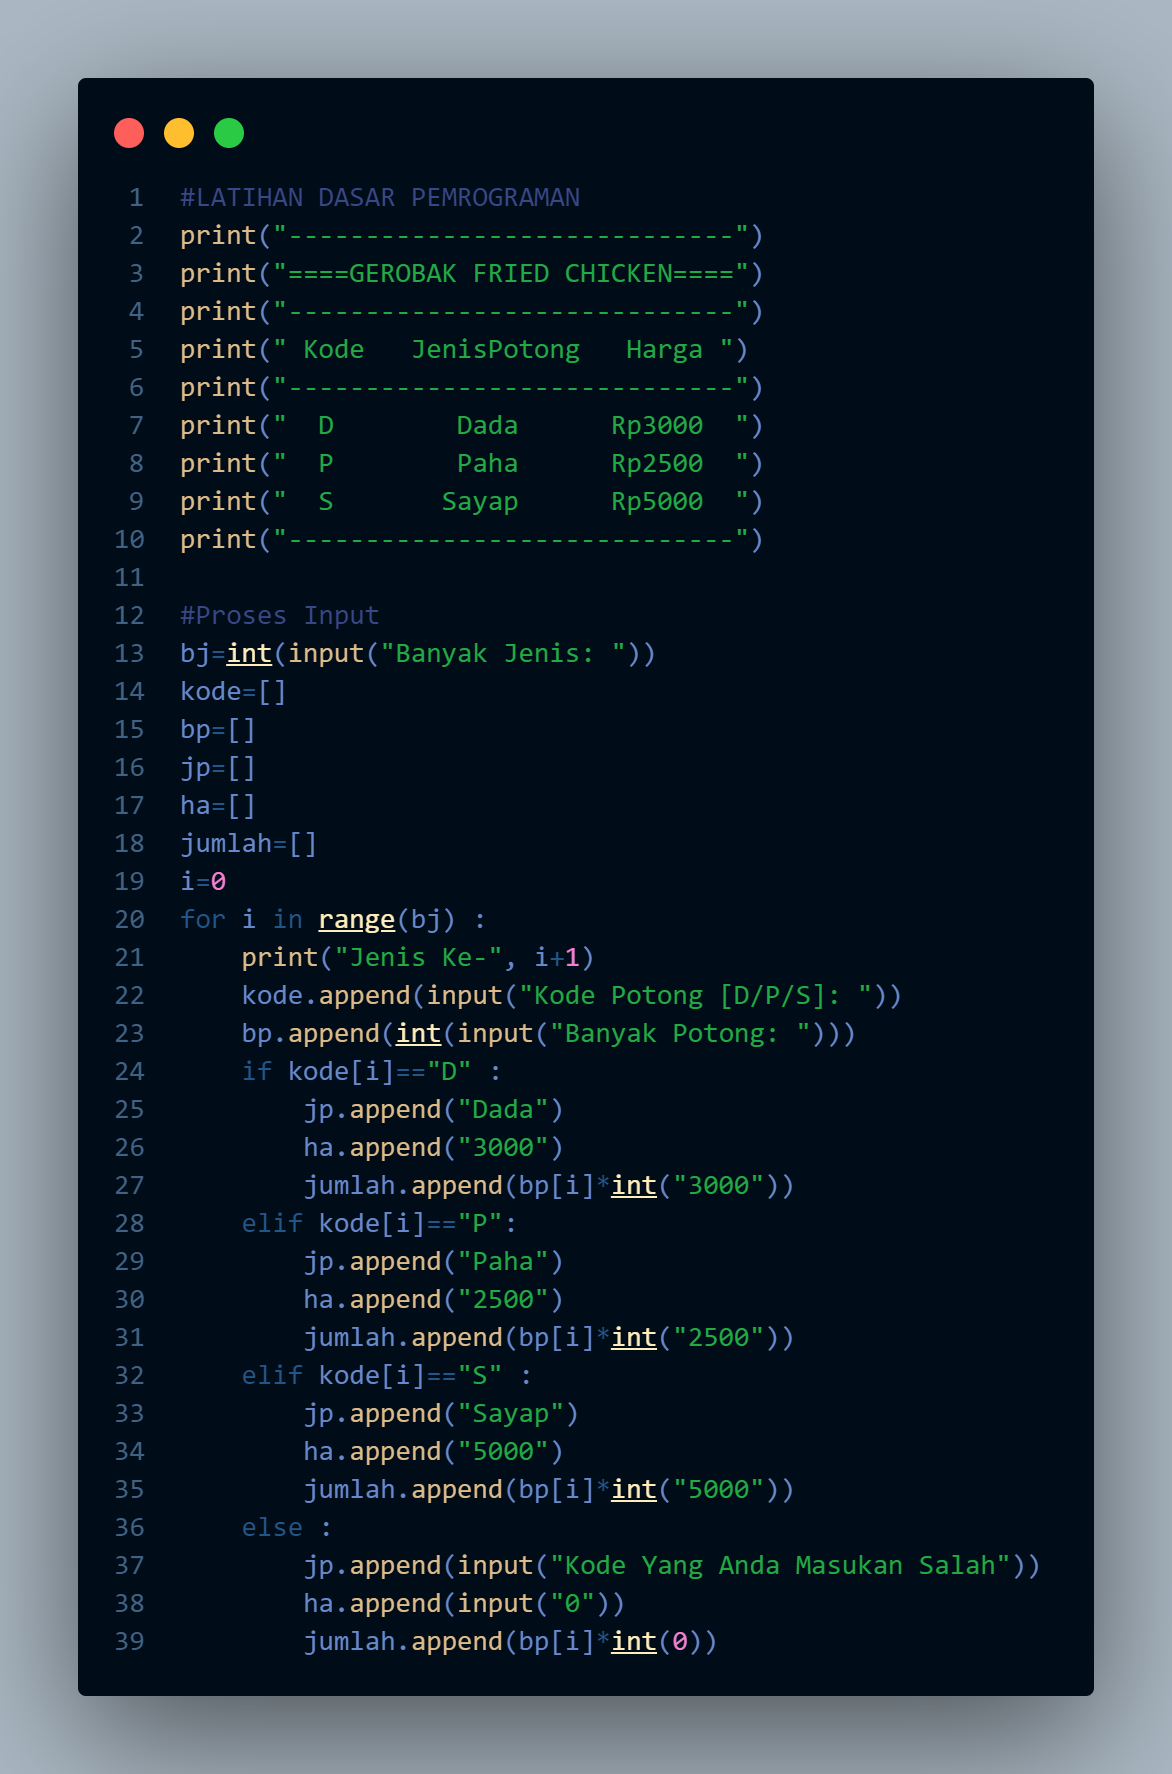 1 #LATIHAN DASAR PEMROGRAMAN
2 print("-----------------------------")
3 print("====GEROBAK FRIED CHICKEN====")
4 print("-----------------------------")
5 print(" Kode   JenisPotong   Harga ")
6 print("-----------------------------")
7 print("  D        Dada      Rp3000  ")
8 print("  P        Paha      Rp2500  ")
9 print("  S       Sayap      Rp5000  ")
10 print("-----------------------------")
11
12 #Proses Input
13 bj=int(input("Banyak Jenis: "))
14 kode=[]
15 bp=[]
16 jp=[]
17 ha=[]
18 jumlah=[]
19 i=0
20 for i in range(bj) :
21     print("Jenis Ke-", i+1)
22     kode.append(input("Kode Potong [D/P/S]: "))
23     bp.append(int(input("Banyak Potong: ")))
24     if kode[i]=="D" :
25         jp.append("Dada")
26         ha.append("3000")
27         jumlah.append(bp[i]*int("3000"))
28     elif kode[i]=="P":
29         jp.append("Paha")
30         ha.append("2500")
31         jumlah.append(bp[i]*int("2500"))
32     elif kode[i]=="S" :
33         jp.append("Sayap")
34         ha.append("5000")
35         jumlah.append(bp[i]*int("5000"))
36     else :
37         jp.append(input("Kode Yang Anda Masukan Salah"))
38         ha.append(input("0"))
39         jumlah.append(bp[i]*int(0))